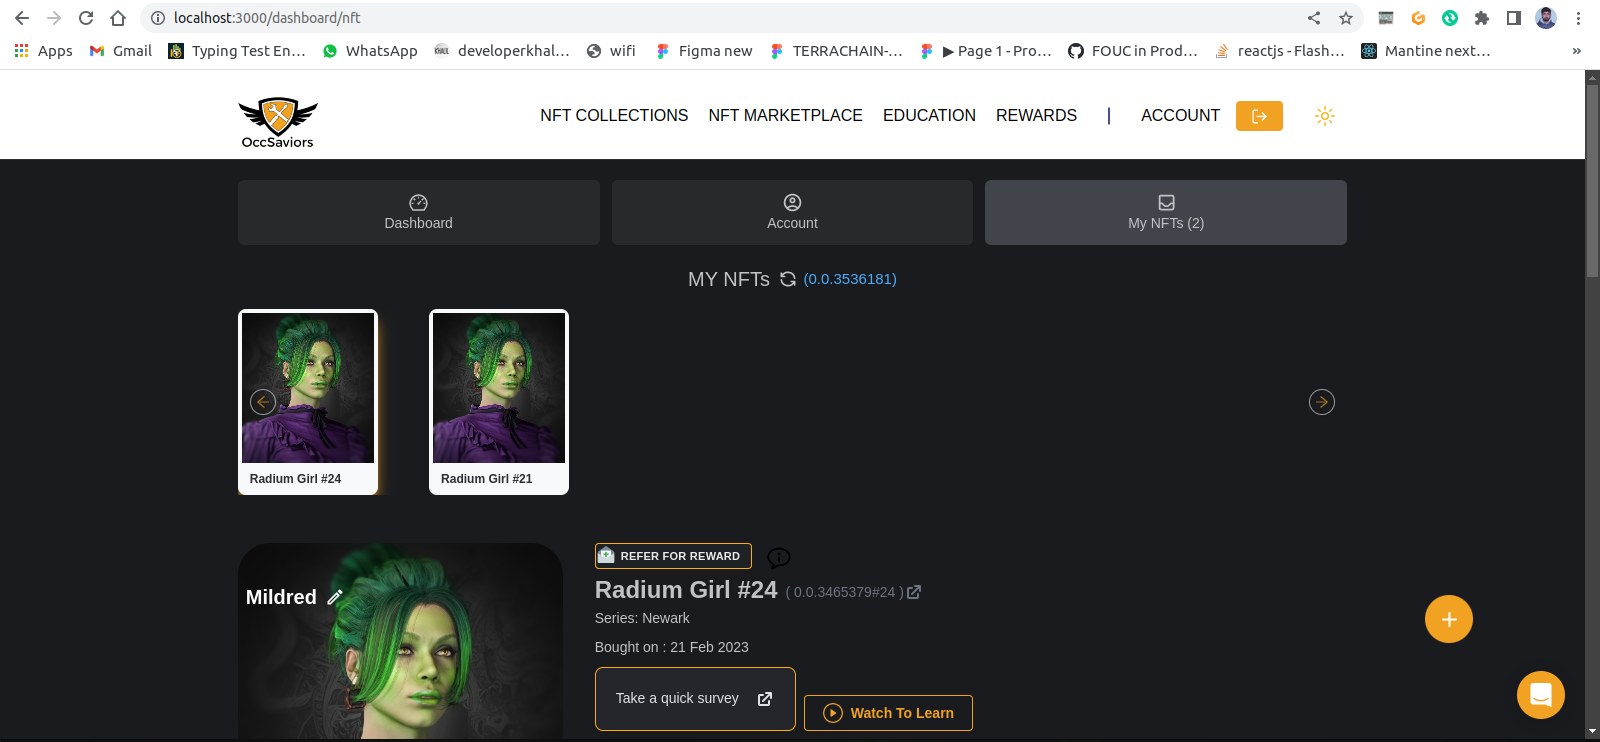 localhost:3000/dashboard/nft
Apps Gmail Typing Test En... WhatsApp developerkhal... wifi Figma new TERRACHAIN-... ▶ Page 1 - Pro... FOUC in Prod... reactjs - Flash... Mantine next... »
OccSaviors
NFT COLLECTIONS NFT MARKETPLACE EDUCATION REWARDS | ACCOUNT
Dashboard
Account
My NFTs (2)
MY NFTs (0.0.3536181)
Radium Girl #24
Radium Girl #21
Mildred
REFER FOR REWARD
Radium Girl #24 ( 0.0.3465379#24 )
Series: Newark
Bought on : 21 Feb 2023
Take a quick survey
Watch To Learn